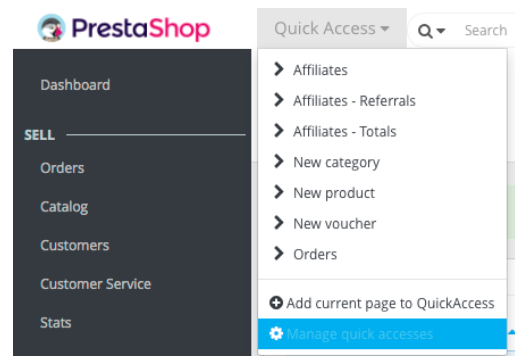 PrestaShop
Quick Access
Search
Dashboard
SELL
Orders
Catalog
Customers
Customer Service
Stats
Affiliates
Affiliates - Referrals
Affiliates - Totals
New category
New product
New voucher
Orders
Add current page to QuickAccess
Manage quick accesses